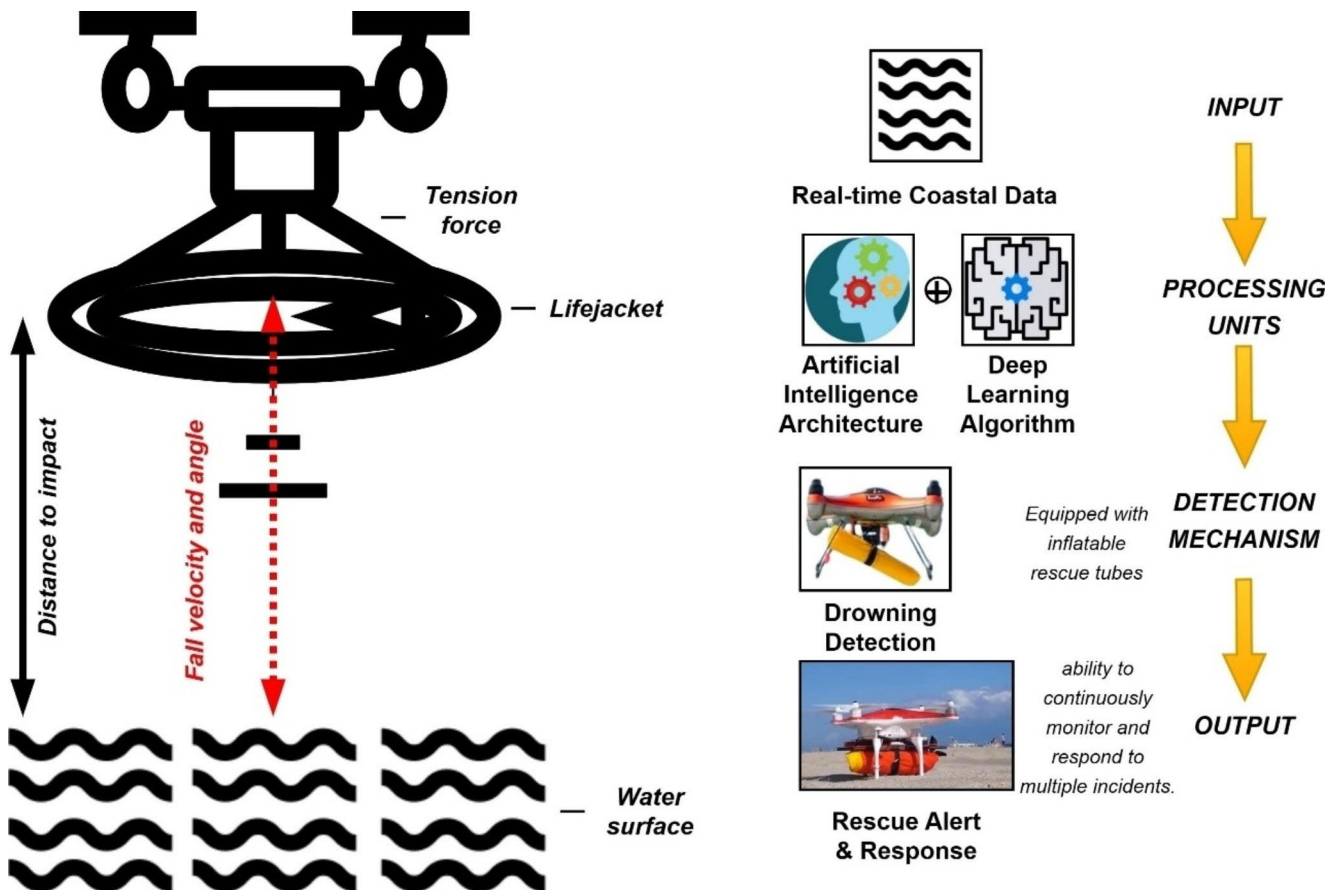 Tension
force
Lifejacket
Distance to impact
Fall velocity and angle
Water
surface
Real-time Coastal Data
Artificial
Intelligence
Architecture
Deep
Learning
Algorithm
Drowning
Detection
Equipped with
inflatable
rescue tubes
Rescue Alert
& Response
ability to
continuously
monitor and
respond to
multiple incidents.
INPUT
PROCESSING
UNITS
DETECTION
MECHANISM
OUTPUT